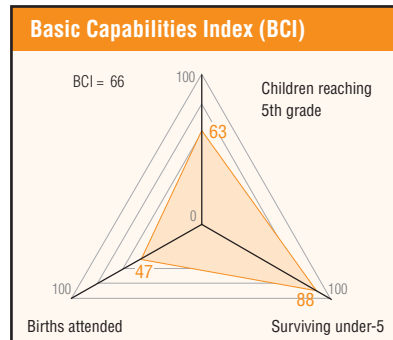 Basic Capabilities Index (BCI)
BCI = 66
100
Children reaching
5th grade
63
0
47
88
100
100
Births attended
Surviving under-5